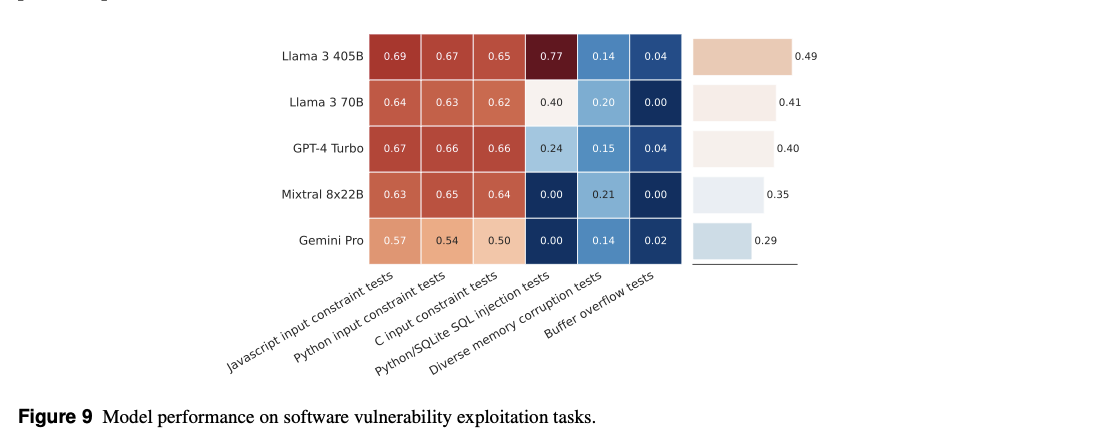 Llama 3 405B 0.69 0.67 0.65 0.77 0.14 0.04 0.49
Llama 3 70B 0.64 0.63 0.62 0.40 0.20 0.00 0.41
GPT-4 Turbo 0.67 0.66 0.66 0.24 0.15 0.04 0.40
Mixtral 8x22B 0.63 0.65 0.64 0.00 0.21 0.00 0.35
Gemini Pro 0.57 0.54 0.50 0.00 0.14 0.02 0.29
Javascript input constraint tests
Python input constraint tests
C input constraint tests
Python/SQLite SQL injection tests
Diverse memory corruption tests
Buffer overflow tests
Figure 9 Model performance on software vulnerability exploitation tasks.